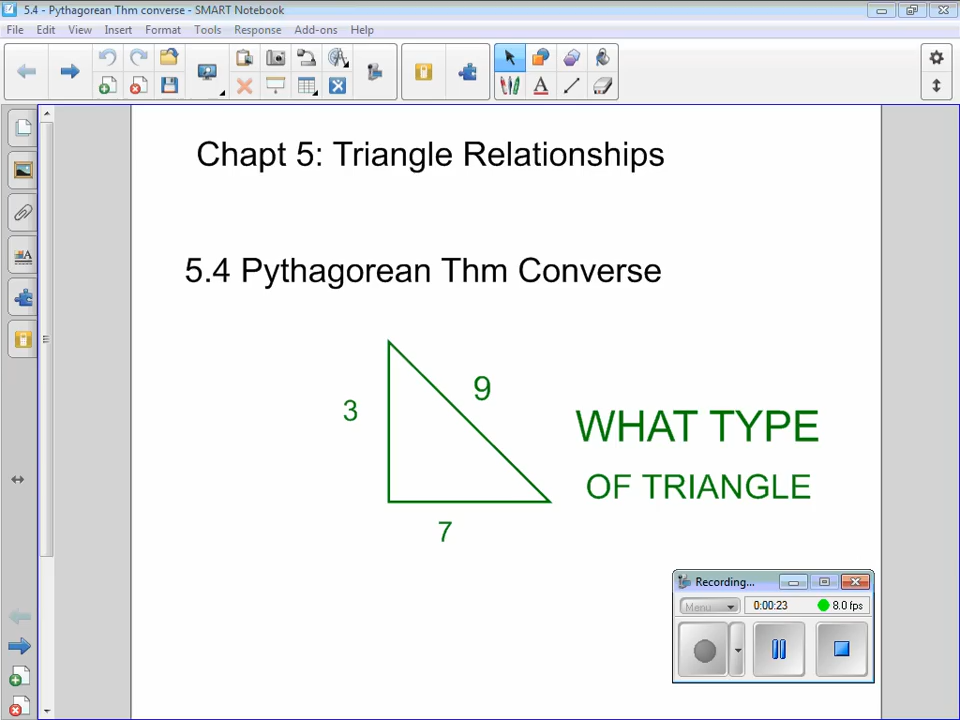 5.4 - Pythagorean Thm converse - SMART Notebook
File Edit View Insert Format Tools Response Add-ons Help
Chapt 5: Triangle Relationships
5.4 Pythagorean Thm Converse
3
9
7
WHAT TYPE
OF TRIANGLE
Recording...
Menu 0:00:23 8.0 fps